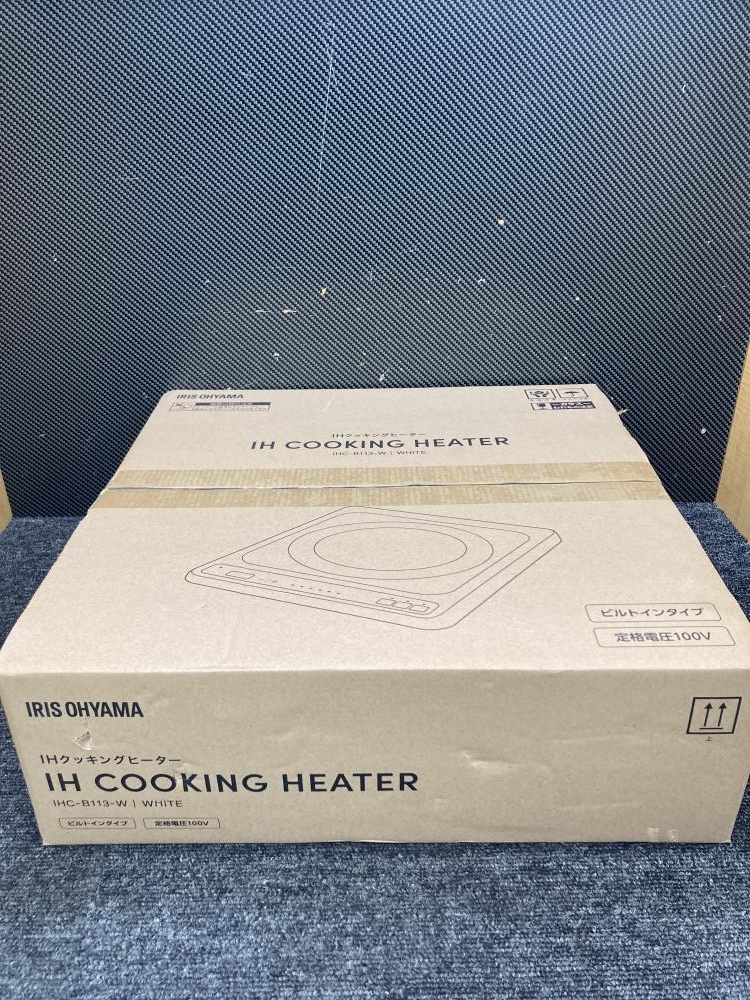 IRIS OHYAMA
IHクッキングヒーター
IH COOKING HEATER
IHC-B113-W | WHITE
ビルトインタイプ
定格電圧100V
IRIS OHYAMA
上
IHクッキングヒーター
IH COOKING HEATER
IHC-B113-W | WHITE
ビルトインタイプ 定格電圧100V